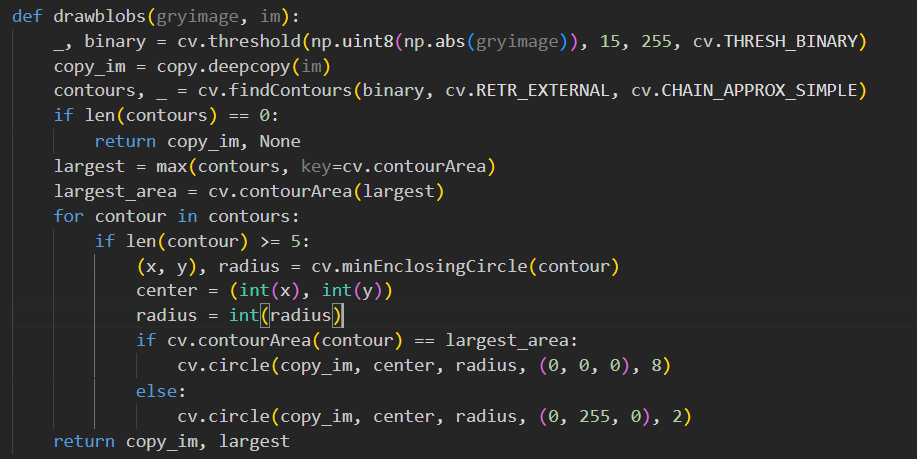 def drawblobs(gryimage, im):
    _, binary = cv.threshold(np.uint8(np.abs(gryimage)), 15, 255, cv.THRESH_BINARY)
    copy_im = copy.deepcopy(im)
    contours, _ = cv.findContours(binary, cv.RETR_EXTERNAL, cv.CHAIN_APPROX_SIMPLE)
    if len(contours) == 0:
        return copy_im, None
    largest = max(contours, key=cv.contourArea)
    largest_area = cv.contourArea(largest)
    for contour in contours:
        if len(contour) >= 5:
            (x, y), radius = cv.minEnclosingCircle(contour)
            center = (int(x), int(y))
            radius = int(radius)
            if cv.contourArea(contour) == largest_area:
                cv.circle(copy_im, center, radius, (0, 0, 0), 8)
            else:
                cv.circle(copy_im, center, radius, (0, 255, 0), 2)
    return copy_im, largest